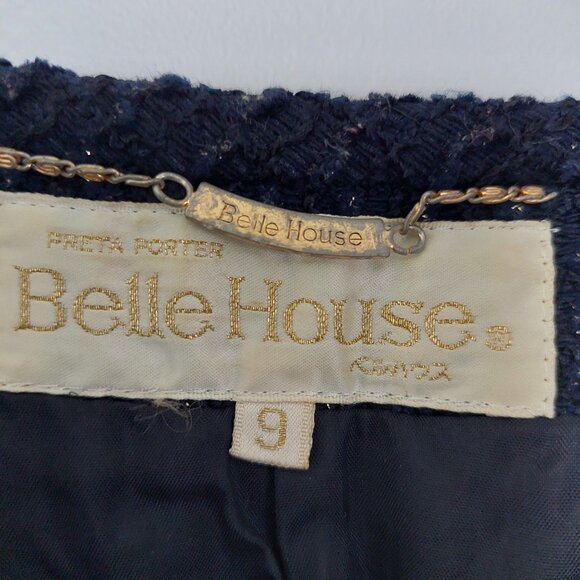 Belle House
PRETA PORTER
Belle House®
ベルハウス
9